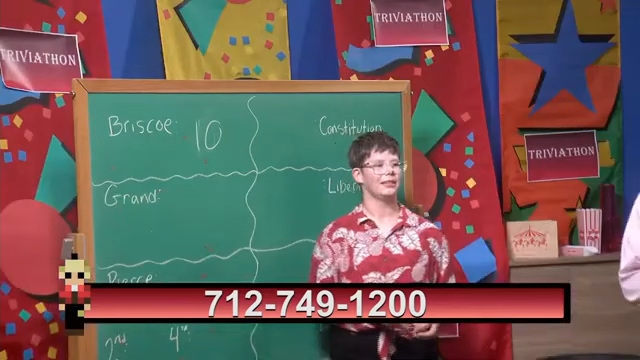 TRIVIATHON
TRIVIATHON
TRIVIATHON
Briscoe: 10
Constitution
Grand:
Liber
Pierce
2nd 4th
712-749-1200